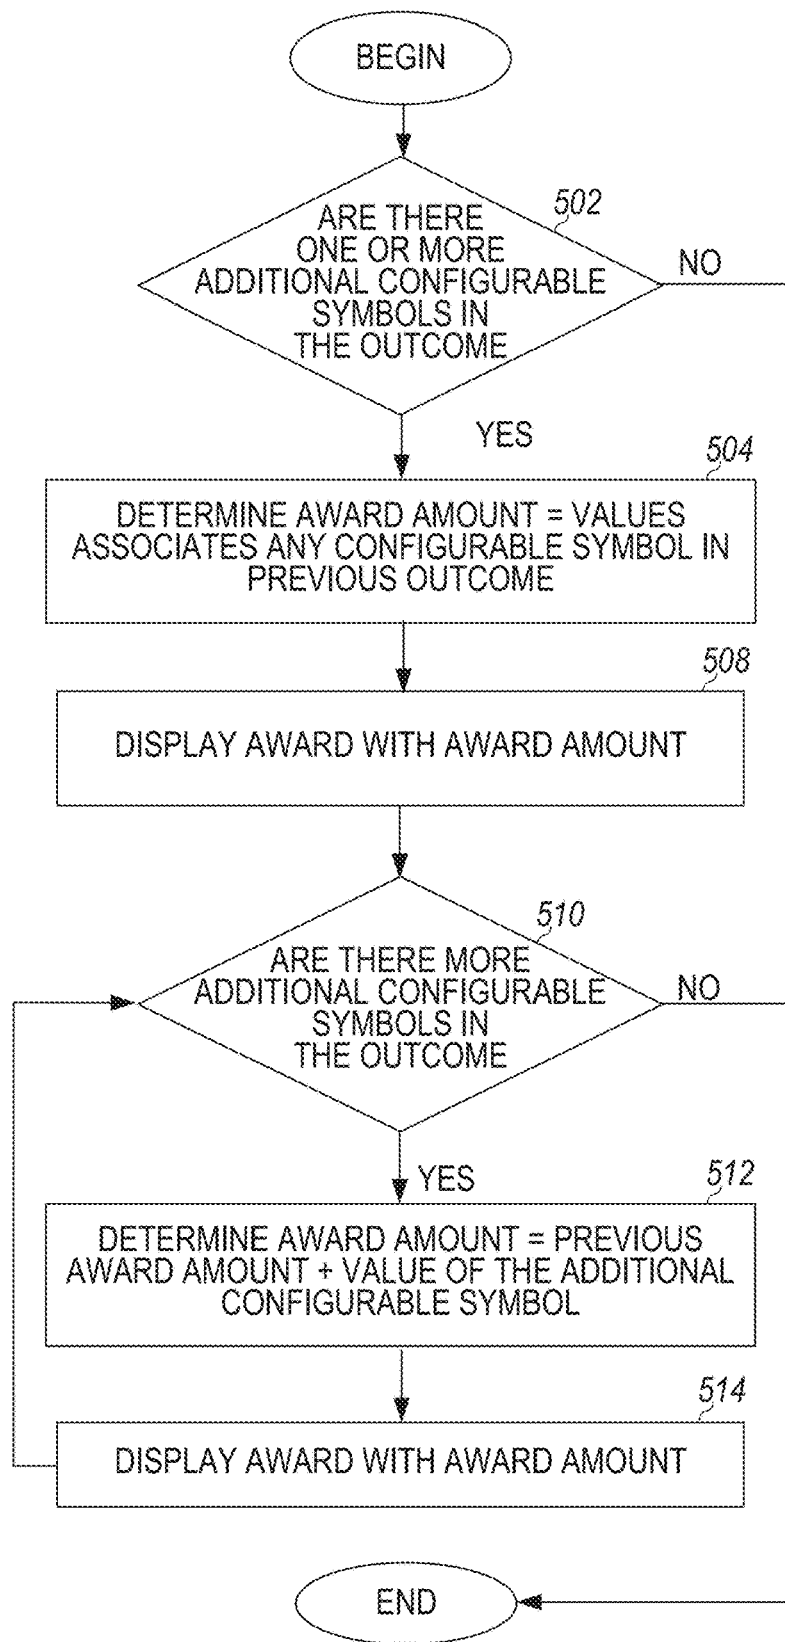 BEGIN
502
ARE THERE
ONE OR MORE
ADDITIONAL CONFIGURABLE
SYMBOLS IN
THE OUTCOME
NO
YES
504
DETERMINE AWARD AMOUNT = VALUES
ASSOCIATES ANY CONFIGURABLE SYMBOL IN
PREVIOUS OUTCOME
508
DISPLAY AWARD WITH AWARD AMOUNT
510
ARE THERE MORE
ADDITIONAL CONFIGURABLE
SYMBOLS IN
THE OUTCOME
NO
YES
512
DETERMINE AWARD AMOUNT = PREVIOUS
AWARD AMOUNT + VALUE OF THE ADDITIONAL
CONFIGURABLE SYMBOL
514
DISPLAY AWARD WITH AWARD AMOUNT
END